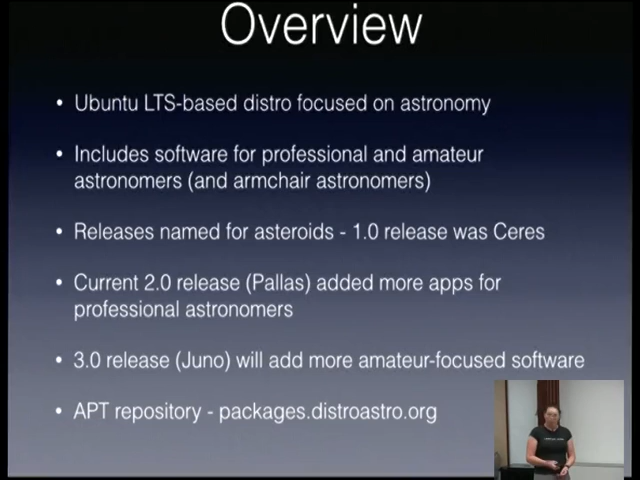 Overview
• Ubuntu LTS-based distro focused on astronomy
• Includes software for professional and amateur
astronomers (and armchair astronomers)
• Releases named for asteroids - 1.0 release was Ceres
• Current 2.0 release (Pallas) added more apps for
professional astronomers
• 3.0 release (Juno) will add more amateur-focused software
• APT repository - packages.distroastro.org